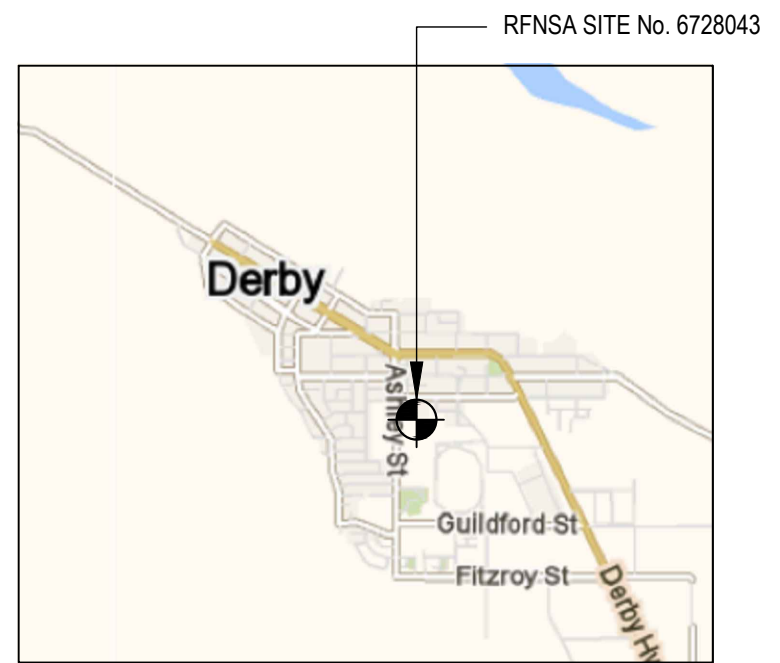 RFNSA SITE No. 6728043
Derby
Ashley St
Guildford St
Fitzroy St
Derby Hw